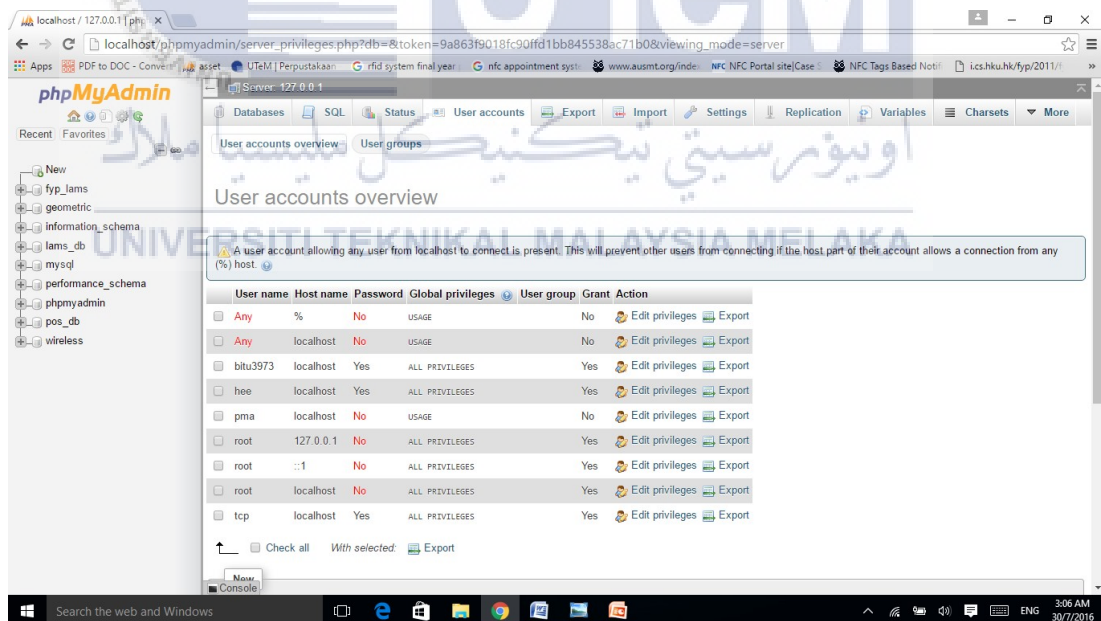 localhost / 127.0.0.1 | php
localhost/phpmyadmin/server_privileges.php?db=&token=9a863f9018fc90ffd1bb845538ac71b0&viewing_mode=server
Apps PDF to DOC - Convert asset UTeM | Perpustakaan rfid system final year nfc appointment syst www.ausmt.org/inde NFC Portal site|Case S NFC Tags Based Notif i.cs.hku.hk/fyp/2011/f »
phpMyAdmin
Recent Favorites
New
fyp_lams
geometric
information_schema
lams_db
mysql
performance_schema
phpmyadmin
pos_db
wireless
Server: 127.0.0.1
Databases SQL Status User accounts Export Import Settings Replication Variables Charsets More
User accounts overview User groups
اونيۏرسيتي تيكنيكل مليسيا ملاك
User accounts overview
UNIVERSITI TEKNIKAL MALAYSIA MELAKA
A user account allowing any user from localhost to connect is present. This will prevent other users from connecting if the host part of their account allows a connection from any
(%) host.
User name Host name Password Global privileges User group Grant Action
Any % No USAGE No Edit privileges Export
Any localhost No USAGE No Edit privileges Export
bitu3973 localhost Yes ALL PRIVILEGES Yes Edit privileges Export
hee localhost Yes ALL PRIVILEGES Yes Edit privileges Export
pma localhost No USAGE No Edit privileges Export
root 127.0.0.1 No ALL PRIVILEGES Yes Edit privileges Export
root ::1 No ALL PRIVILEGES Yes Edit privileges Export
root localhost No ALL PRIVILEGES Yes Edit privileges Export
tcp localhost Yes ALL PRIVILEGES Yes Edit privileges Export
Check all With selected: Export
New
Console
Search the web and Windows
ENG 3:06 AM
30/7/2016